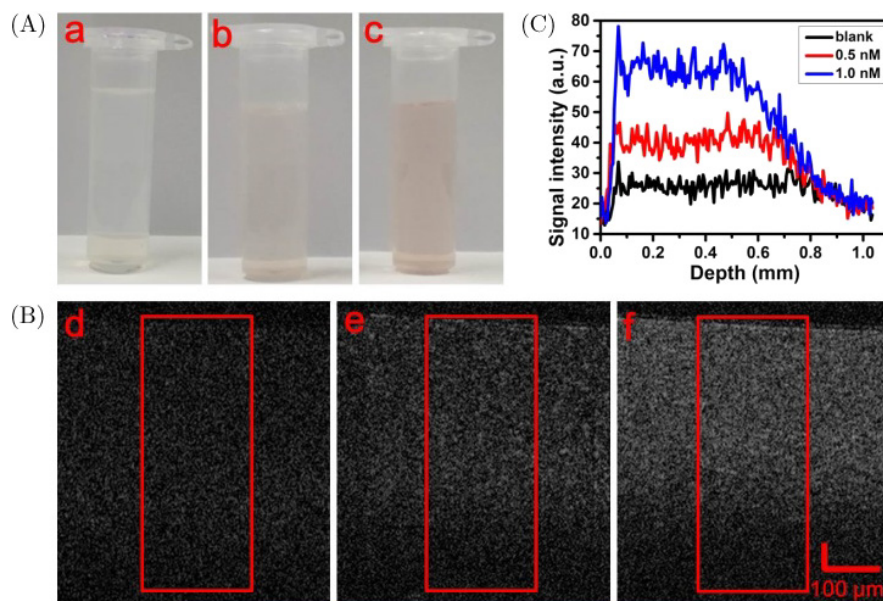 (A)
a
b
c
(C)
Signal intensity (a.u.)
80
70
60
50
40
30
20
10
0.0 0.2 0.4 0.6 0.8 1.0
Depth (mm)
blank
0.5 nM
1.0 nM
(B)
d
e
f
100 μm